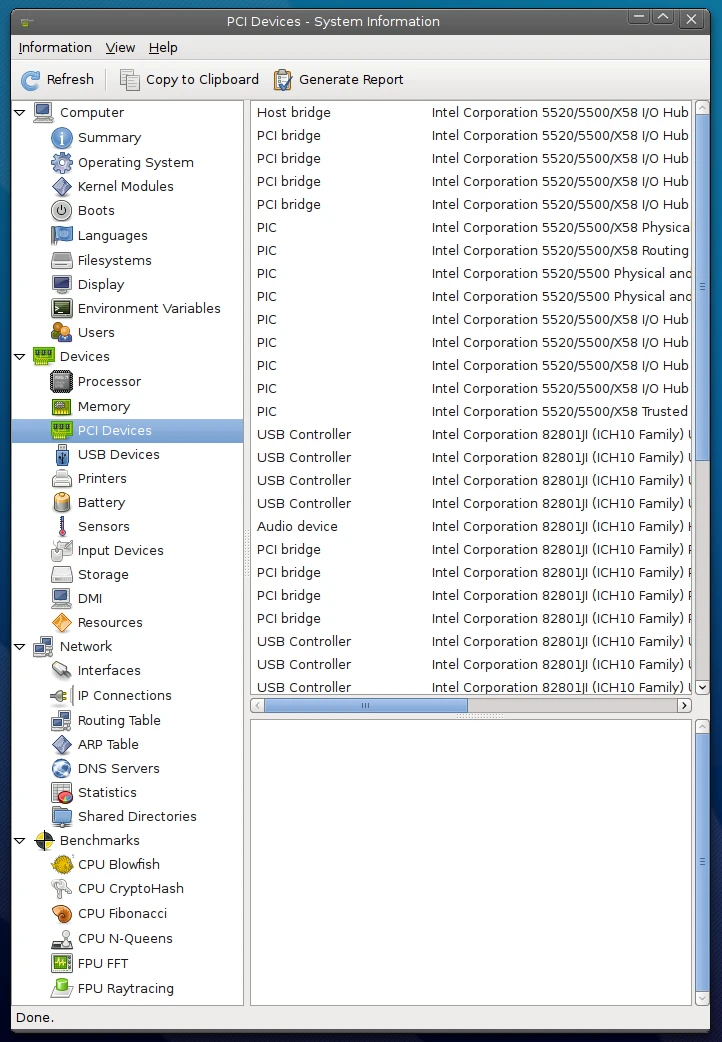 PCI Devices - System Information
Information View Help
Refresh Copy to Clipboard Generate Report
Computer
Summary
Operating System
Kernel Modules
Boots
Languages
Filesystems
Display
Environment Variables
Users
Devices
Processor
Memory
PCI Devices
USB Devices
Printers
Battery
Sensors
Input Devices
Storage
DMI
Resources
Network
Interfaces
IP Connections
Routing Table
ARP Table
DNS Servers
Statistics
Shared Directories
Benchmarks
CPU Blowfish
CPU CryptoHash
CPU Fibonacci
CPU N-Queens
FPU FFT
FPU Raytracing
Host bridge Intel Corporation 5520/5500/X58 I/O Hub
PCI bridge Intel Corporation 5520/5500/X58 I/O Hub
PCI bridge Intel Corporation 5520/5500/X58 I/O Hub
PCI bridge Intel Corporation 5520/5500/X58 I/O Hub
PCI bridge Intel Corporation 5520/5500/X58 I/O Hub
PIC Intel Corporation 5520/5500/X58 Physica
PIC Intel Corporation 5520/5500/X58 Routing
PIC Intel Corporation 5520/5500 Physical and
PIC Intel Corporation 5520/5500 Physical and
PIC Intel Corporation 5520/5500/X58 I/O Hub
PIC Intel Corporation 5520/5500/X58 I/O Hub
PIC Intel Corporation 5520/5500/X58 I/O Hub
PIC Intel Corporation 5520/5500/X58 I/O Hub
PIC Intel Corporation 5520/5500/X58 Trusted
USB Controller Intel Corporation 82801JI (ICH10 Family)
USB Controller Intel Corporation 82801JI (ICH10 Family)
USB Controller Intel Corporation 82801JI (ICH10 Family)
USB Controller Intel Corporation 82801JI (ICH10 Family)
Audio device Intel Corporation 82801JI (ICH10 Family)
PCI bridge Intel Corporation 82801JI (ICH10 Family)
PCI bridge Intel Corporation 82801JI (ICH10 Family)
PCI bridge Intel Corporation 82801JI (ICH10 Family)
PCI bridge Intel Corporation 82801JI (ICH10 Family)
USB Controller Intel Corporation 82801JI (ICH10 Family)
USB Controller Intel Corporation 82801JI (ICH10 Family)
USB Controller Intel Corporation 82801JI (ICH10 Family)
Done.